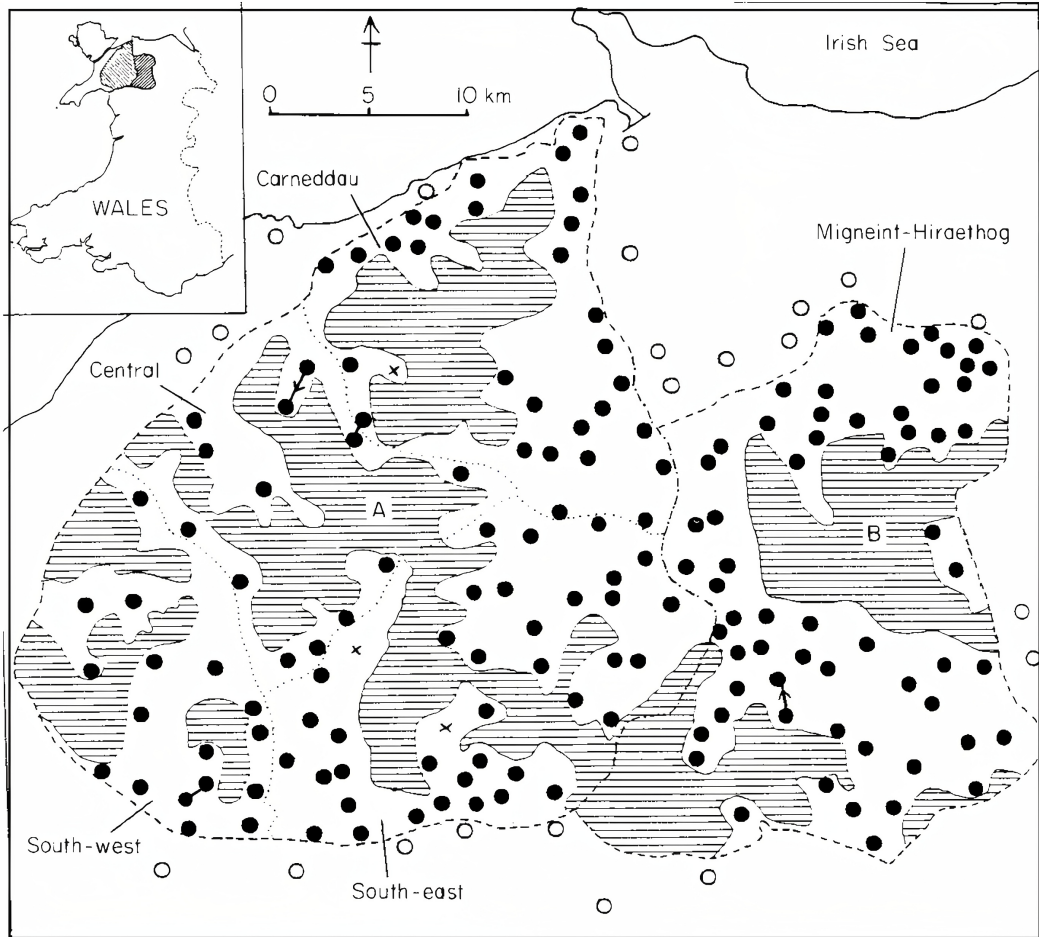 Irish Sea
0 5 10 km
Carneddau
WALES
Migneint-Hiraethog
Central
x
A
B
x
x
South-west
South-east